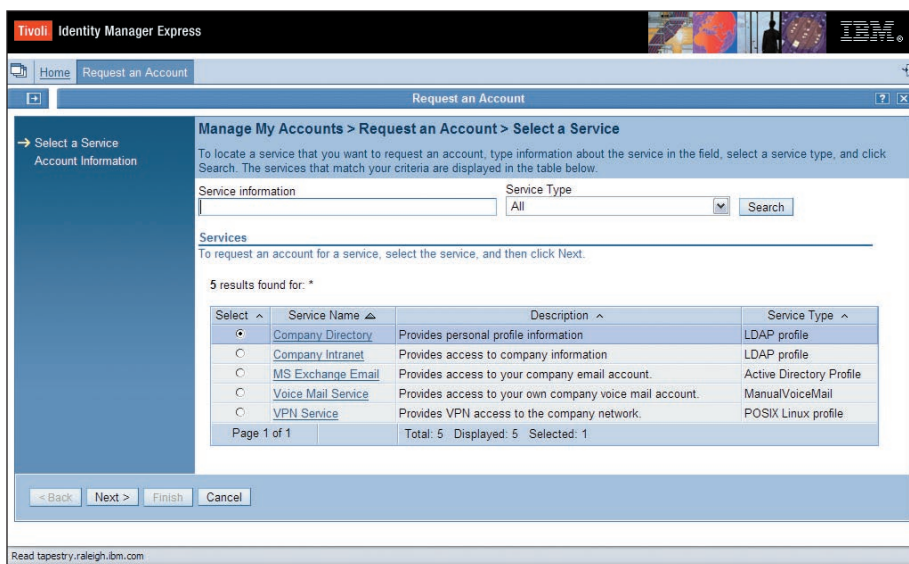 Tivoli Identity Manager Express
IBM®
Home Request an Account
Request an Account
Select a Service
Account Information
Manage My Accounts > Request an Account > Select a Service
To locate a service that you want to request an account, type information about the service in the field, select a service type, and click
Search. The services that match your criteria are displayed in the table below.
Service information Service Type
All Search
Services
To request an account for a service, select the service, and then click Next.
5 results found for: *
Select Service Name Description Service Type
Company Directory Provides personal profile information LDAP profile
Company Intranet Provides access to company information LDAP profile
MS Exchange Email Provides access to your company email account. Active Directory Profile
Voice Mail Service Provides access to your own company voice mail account. ManualVoiceMail
VPN Service Provides VPN access to the company network. POSIX Linux profile
Page 1 of 1 Total: 5 Displayed: 5 Selected: 1
< Back Next > Finish Cancel
Read tapestry.raleigh.ibm.com